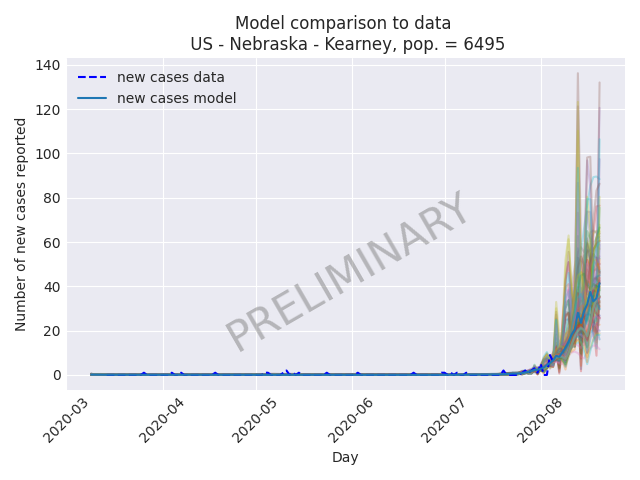 Model comparison to data
US - Nebraska - Kearney, pop. = 6495
new cases data
new cases model
Number of new cases reported
140
120
100
80
60
40
20
0
PRELIMINARY
2020-03
2020-04
2020-05
2020-06
2020-07
2020-08
Day